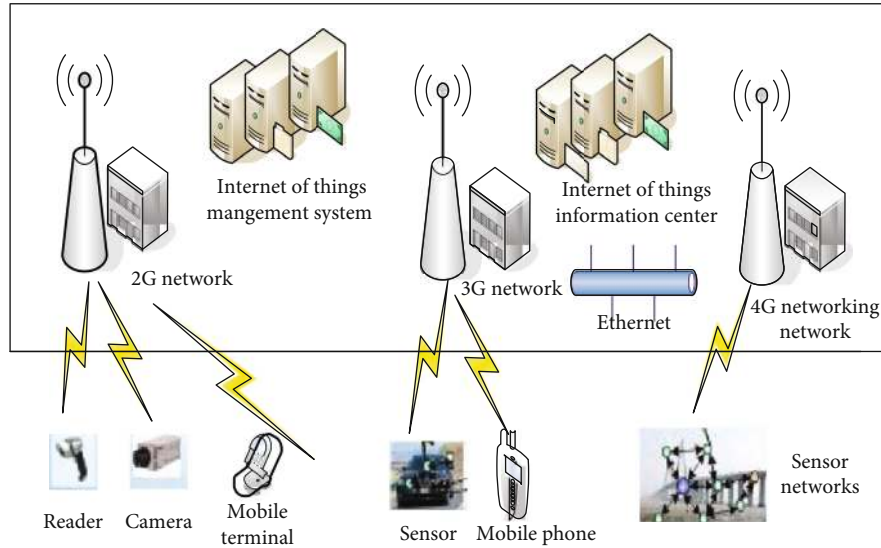 Internet of things
mangement system
Internet of things
information center
2G network
3G network
Ethernet
4G networking
network
Reader
Camera
Mobile
terminal
Sensor
Mobile phone
Sensor
networks